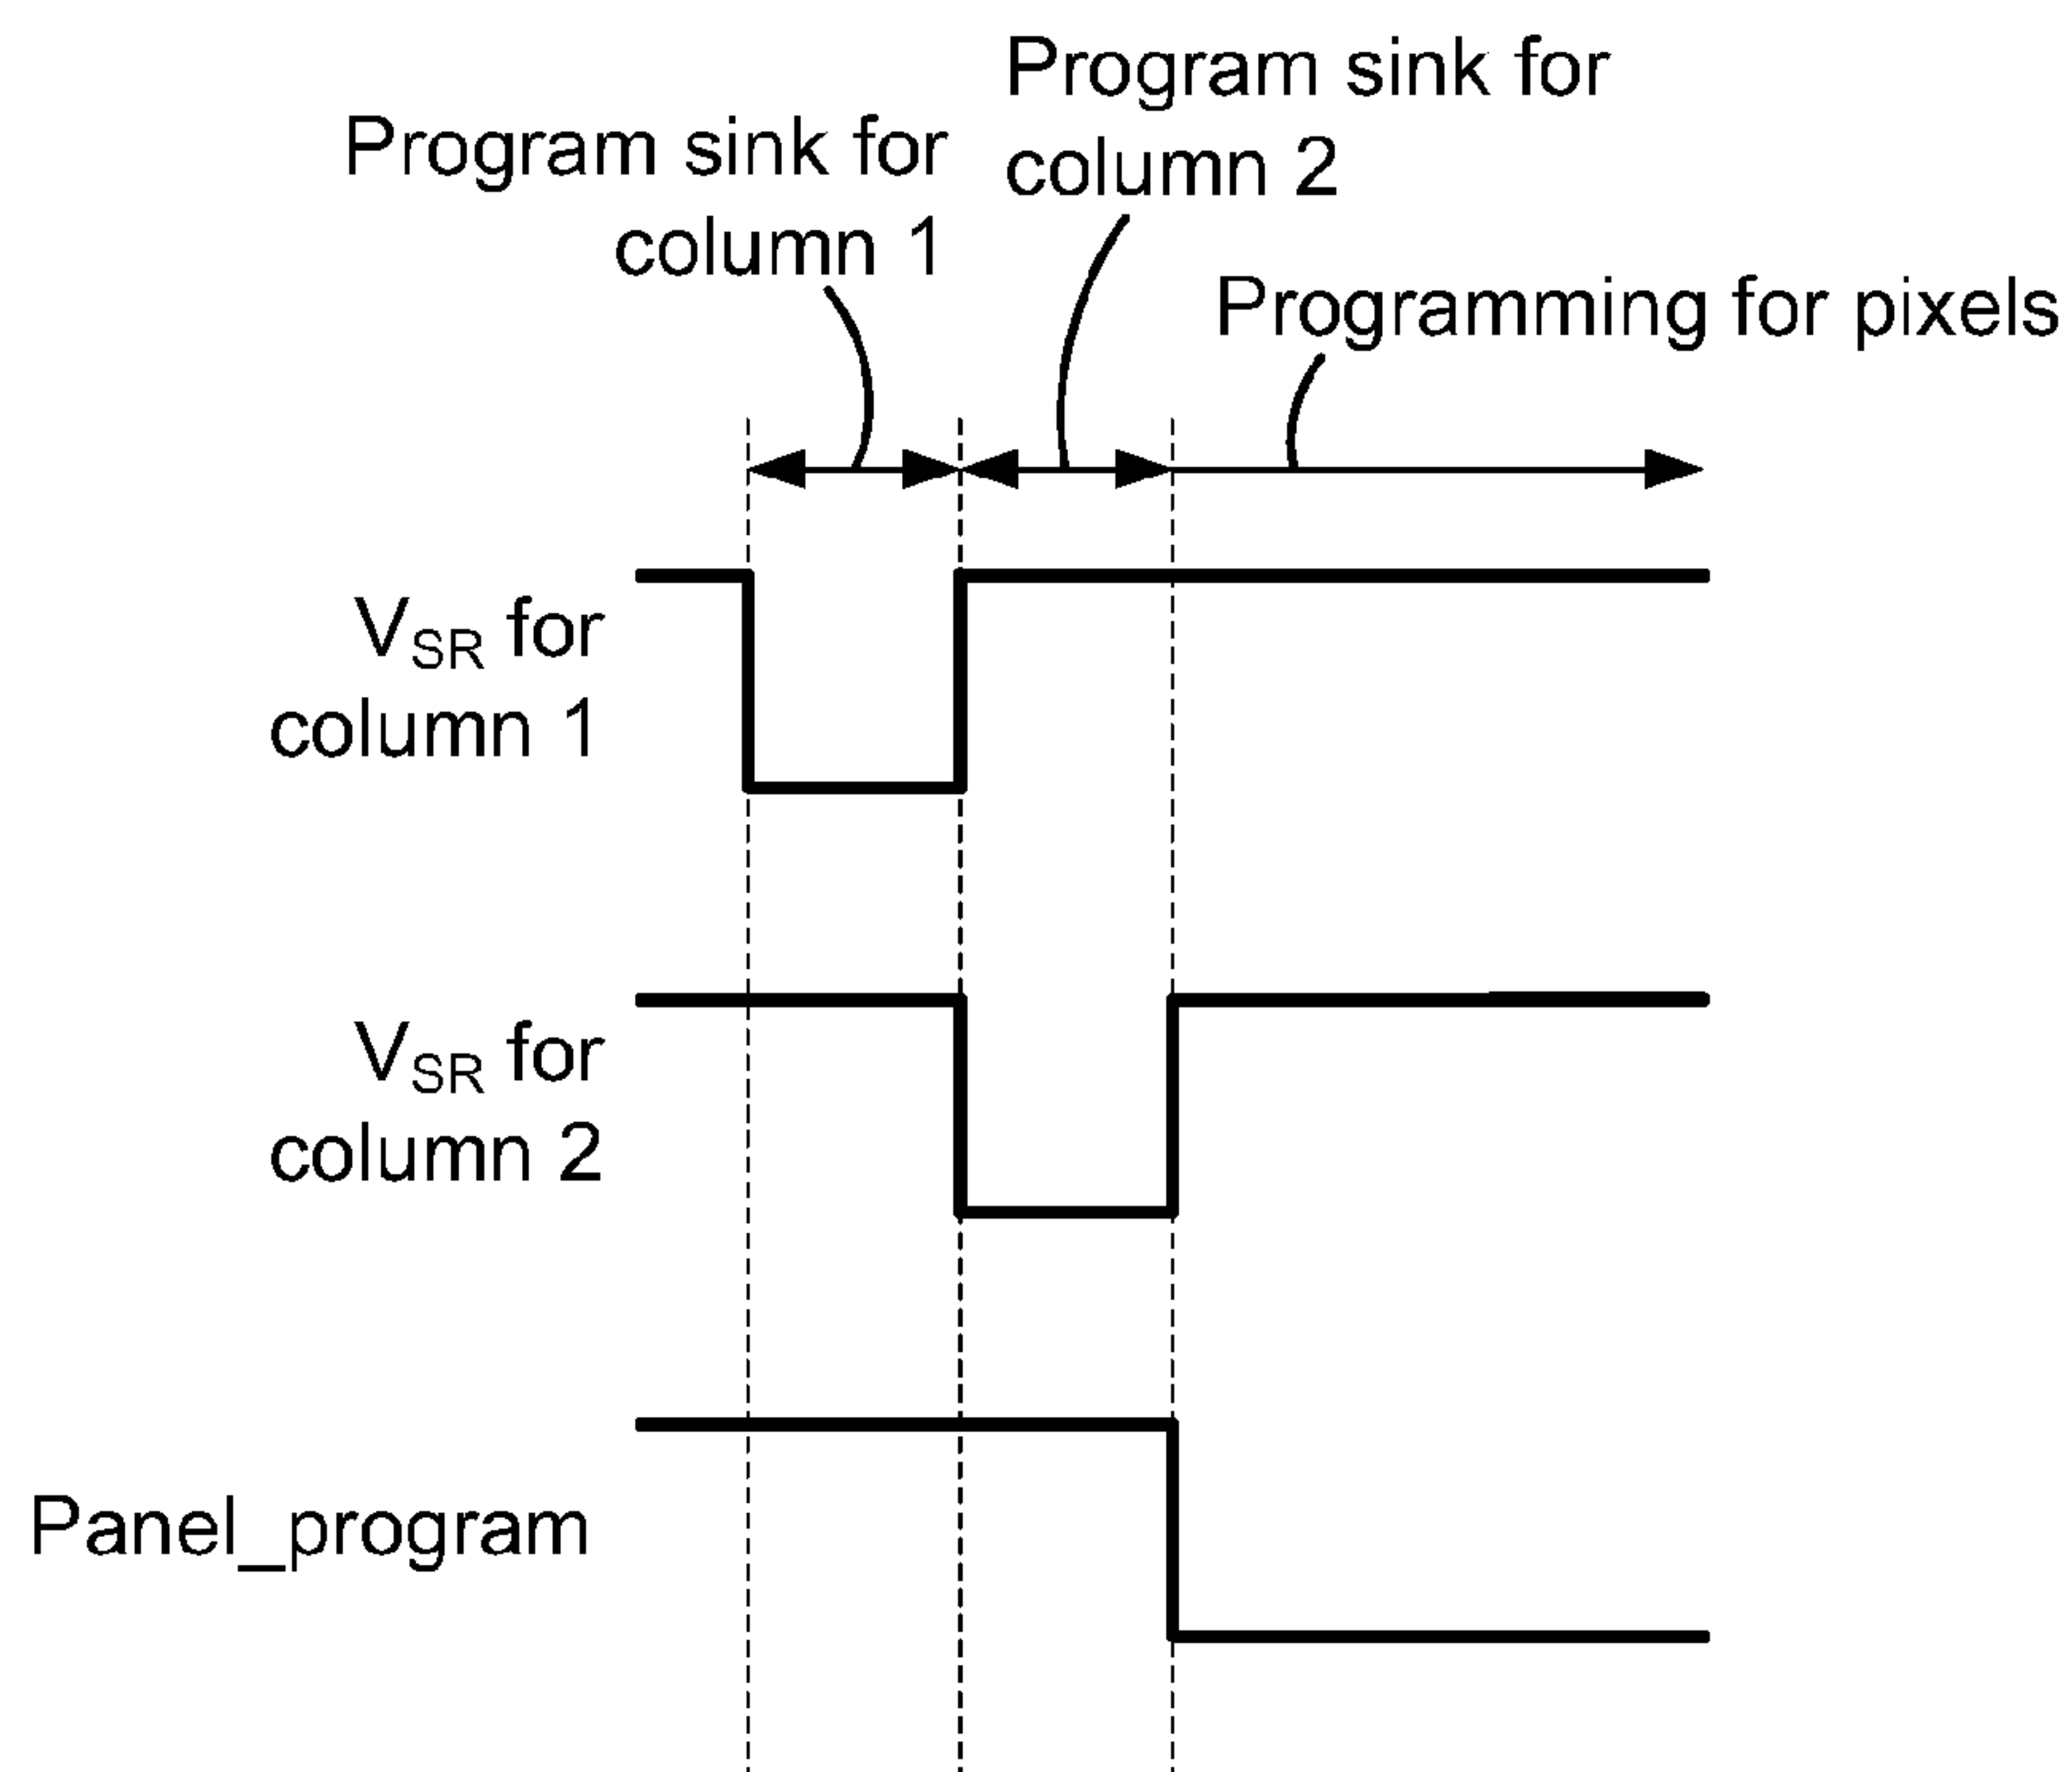 Program sink for
column 2
Program sink for
column 1
Programming for pixels
VSR for
column 1
VSR for
column 2
Panel_program